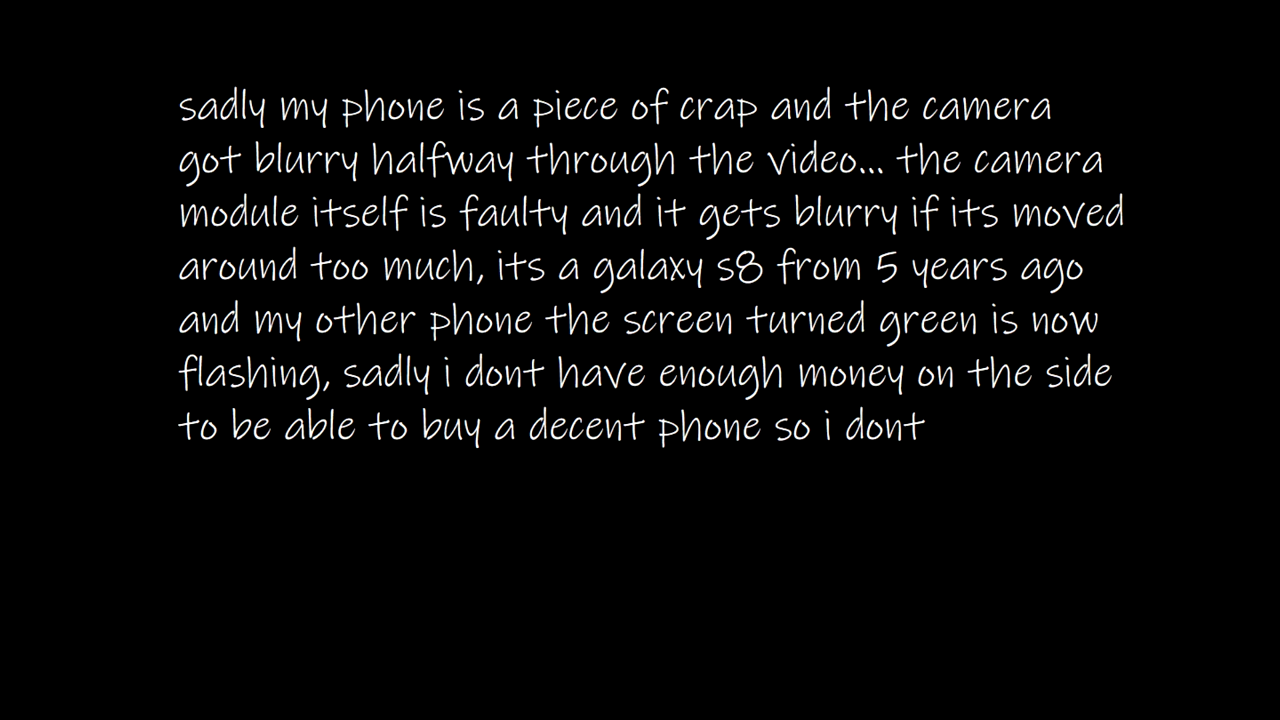 sadly my phone is a piece of crap and the camera
got blurry halfway through the video... the camera
module itself is faulty and it gets blurry if its moved
around too much, its a galaxy s8 from 5 years ago
and my other phone the screen turned green is now
flashing, sadly i dont have enough money on the side
to be able to buy a decent phone so i dont